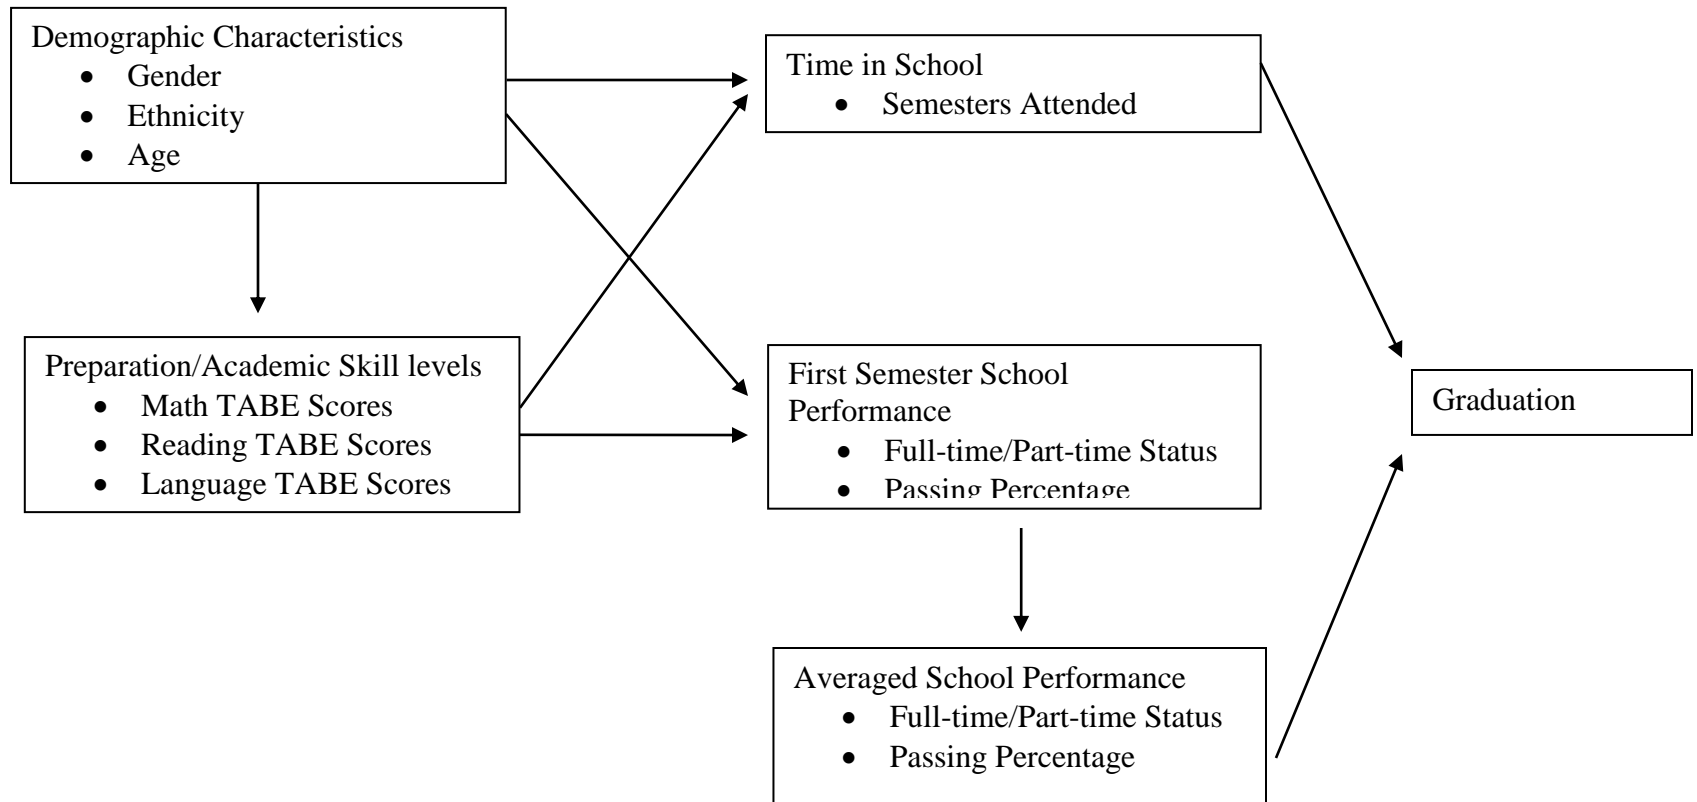 Demographic Characteristics
• Gender
• Ethnicity
• Age
Preparation/Academic Skill levels
• Math TABE Scores
• Reading TABE Scores
• Language TABE Scores
Time in School
• Semesters Attended
First Semester School
Performance
• Full-time/Part-time Status
• Passing Percentage
Averaged School Performance
• Full-time/Part-time Status
• Passing Percentage
Graduation